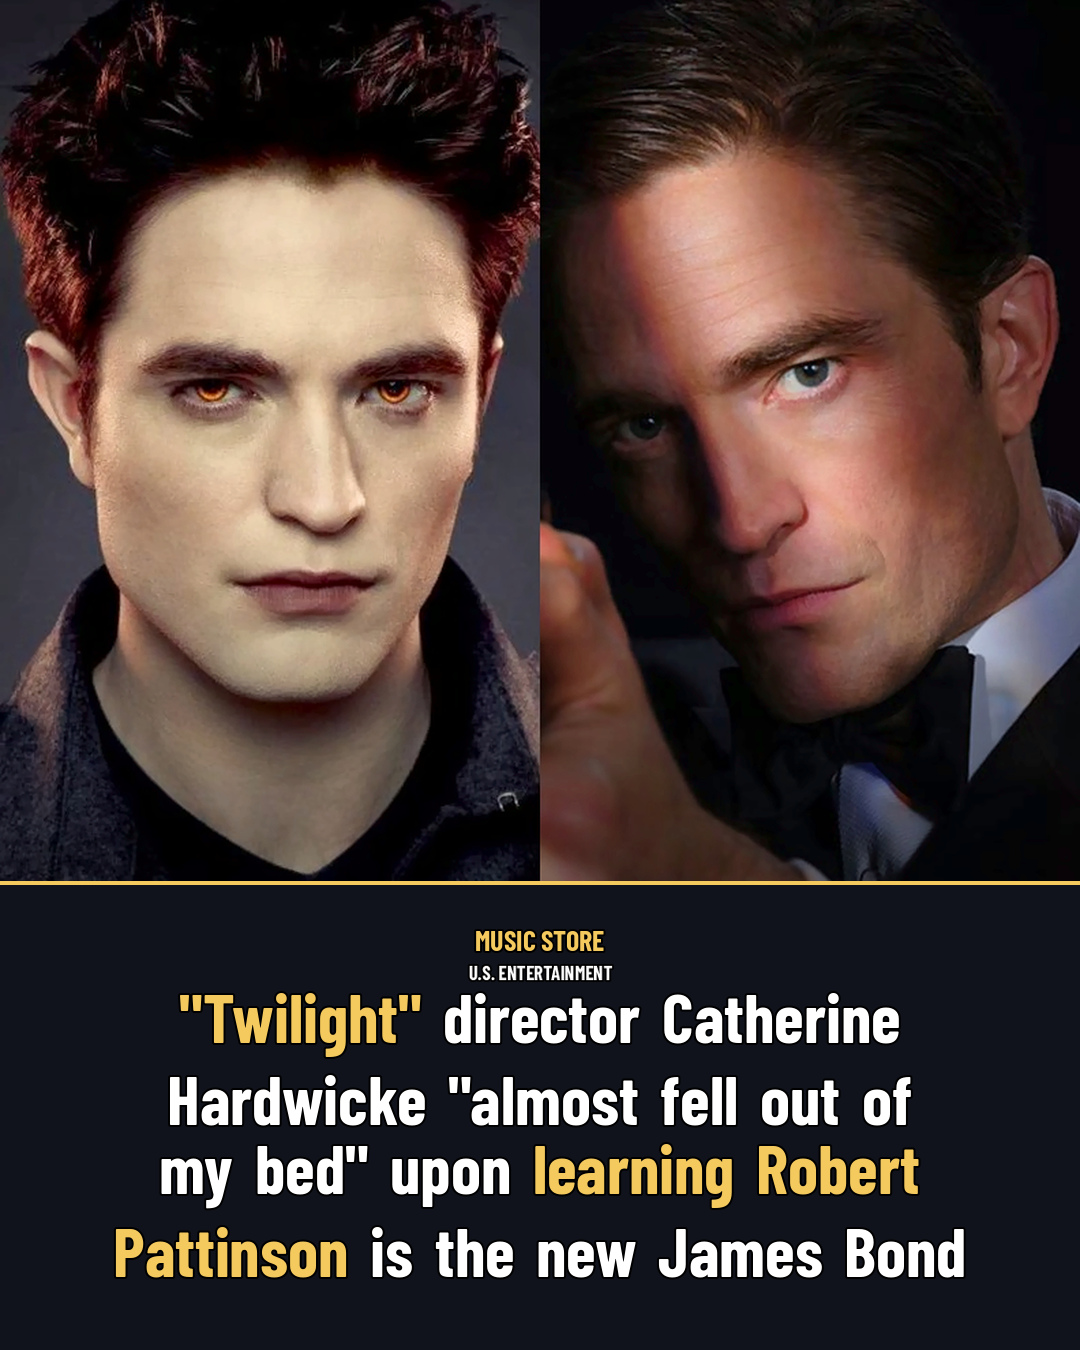 MUSIC STORE
U.S. ENTERTAINMENT
"Twilight" director Catherine
Hardwicke "almost fell out of
my bed" upon learning Robert
Pattinson is the new James Bond